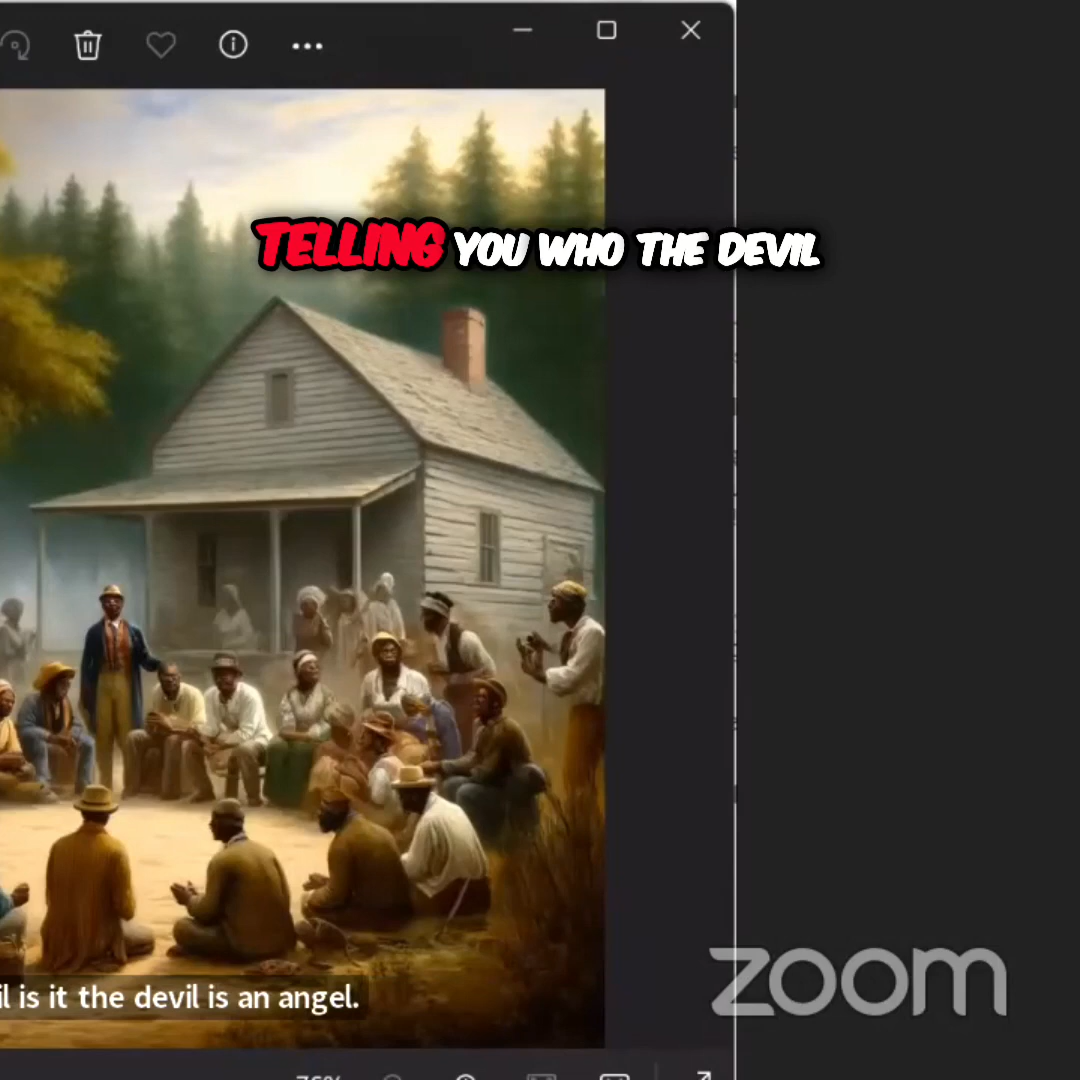 TELLING YOU WHO THE DEVIL
il is it the devil is an angel.
zoom